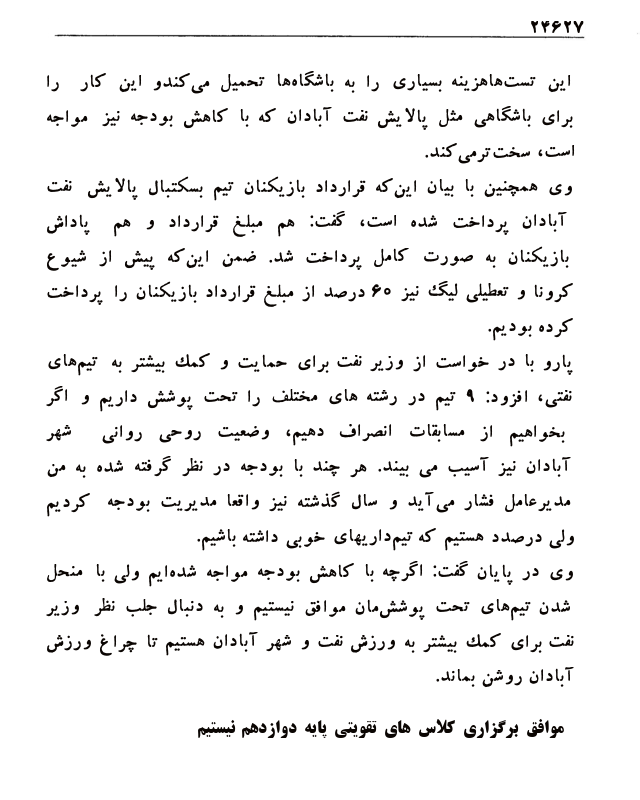 ۲۴۶۲۷
این تست‌هاهزینه بسیاری را به باشگاه‌ها تحمیل می‌کندو این کار را
برای باشگاهی مثل پالایش نفت آبادان که با کاهش بودجه نیز مواجه
است، سخت‌ترمی‌کند.
وی همچنین با بیان این‌که قرارداد بازیکنان تیم بسکتبال پالایش نفت
آبادان پرداخت شده است، گفت: هم مبلغ قرارداد و هم پاداش
بازیکنان به صورت کامل پرداخت شد. ضمن این‌که پیش از شیوع
کرونا و تعطیلی لیگ نیز ۶۰ درصد از مبلغ قرارداد بازیکنان را پرداخت
کرده بودیم.
پارو با در خواست از وزیر نفت برای حمایت و کمك بیشتر به تیم‌های
نفتی، افزود: ۹ تیم در رشته های مختلف را تحت پوشش داریم و اگر
بخواهیم از مسابقات انصراف دهیم، وضعیت روحی روانی شهر
آبادان نیز آسیب می بیند. هر چند با بودجه در نظر گرفته شده به من
مدیرعامل فشار می‌آید و سال گذشته نیز واقعا مدیریت بودجه کردیم
ولی درصدد هستیم که تیم‌داریهای خوبی داشته باشیم.
وی در پایان گفت: اگرچه با کاهش بودجه مواجه شده‌ایم ولی با منحل
شدن تیم‌های تحت پوشش‌مان موافق نیستیم و به دنبال جلب نظر وزیر
نفت برای کمك بیشتر به ورزش نفت و شهر آبادان هستیم تا چراغ ورزش
آبادان روشن بماند.
موافق برگزاری کلاس های تقویتی پایه دوازدهم نیستیم